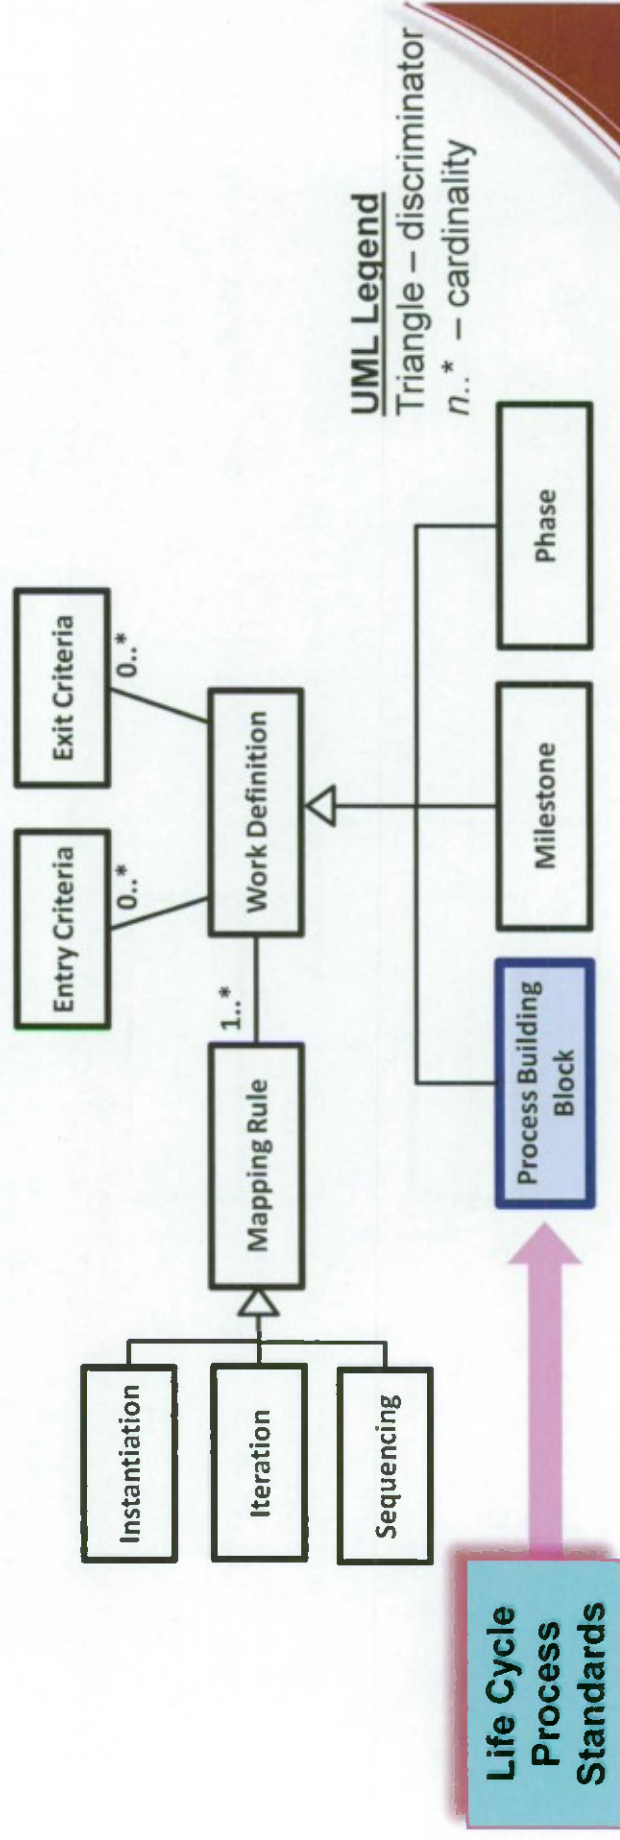 Entry Criteria
Exit Criteria
0..*
0..*
Instantiation
Iteration
Sequencing
Mapping Rule
1..*
Work Definition
UML Legend
Triangle – discriminator
n..* – cardinality
Life Cycle
Process
Standards
Process Building
Block
Milestone
Phase